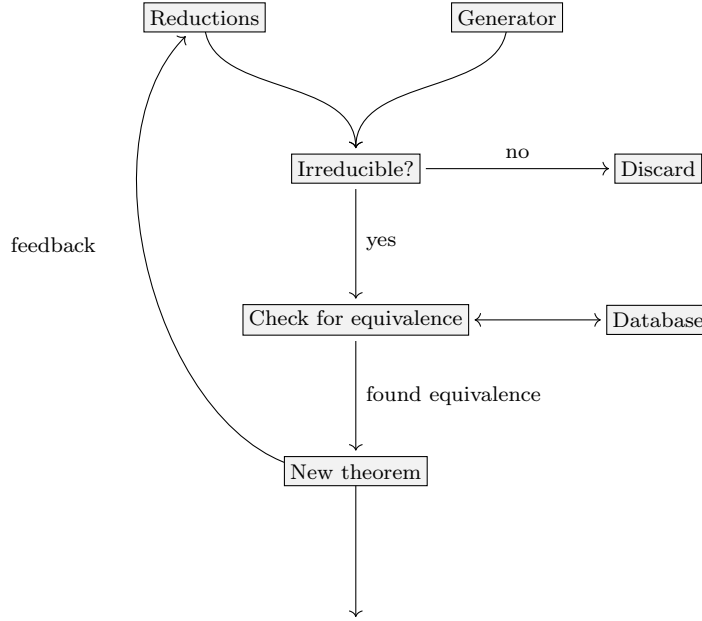 Reductions
Generator
Irreducible?
no
Discard
yes
feedback
Check for equivalence
Database
found equivalence
New theorem